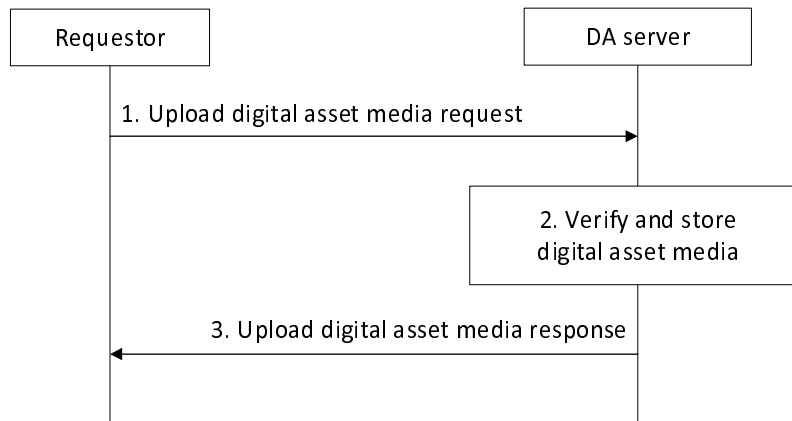 Requestor
DA server
1. Upload digital asset media request
2. Verify and store
digital asset media
3. Upload digital asset media response